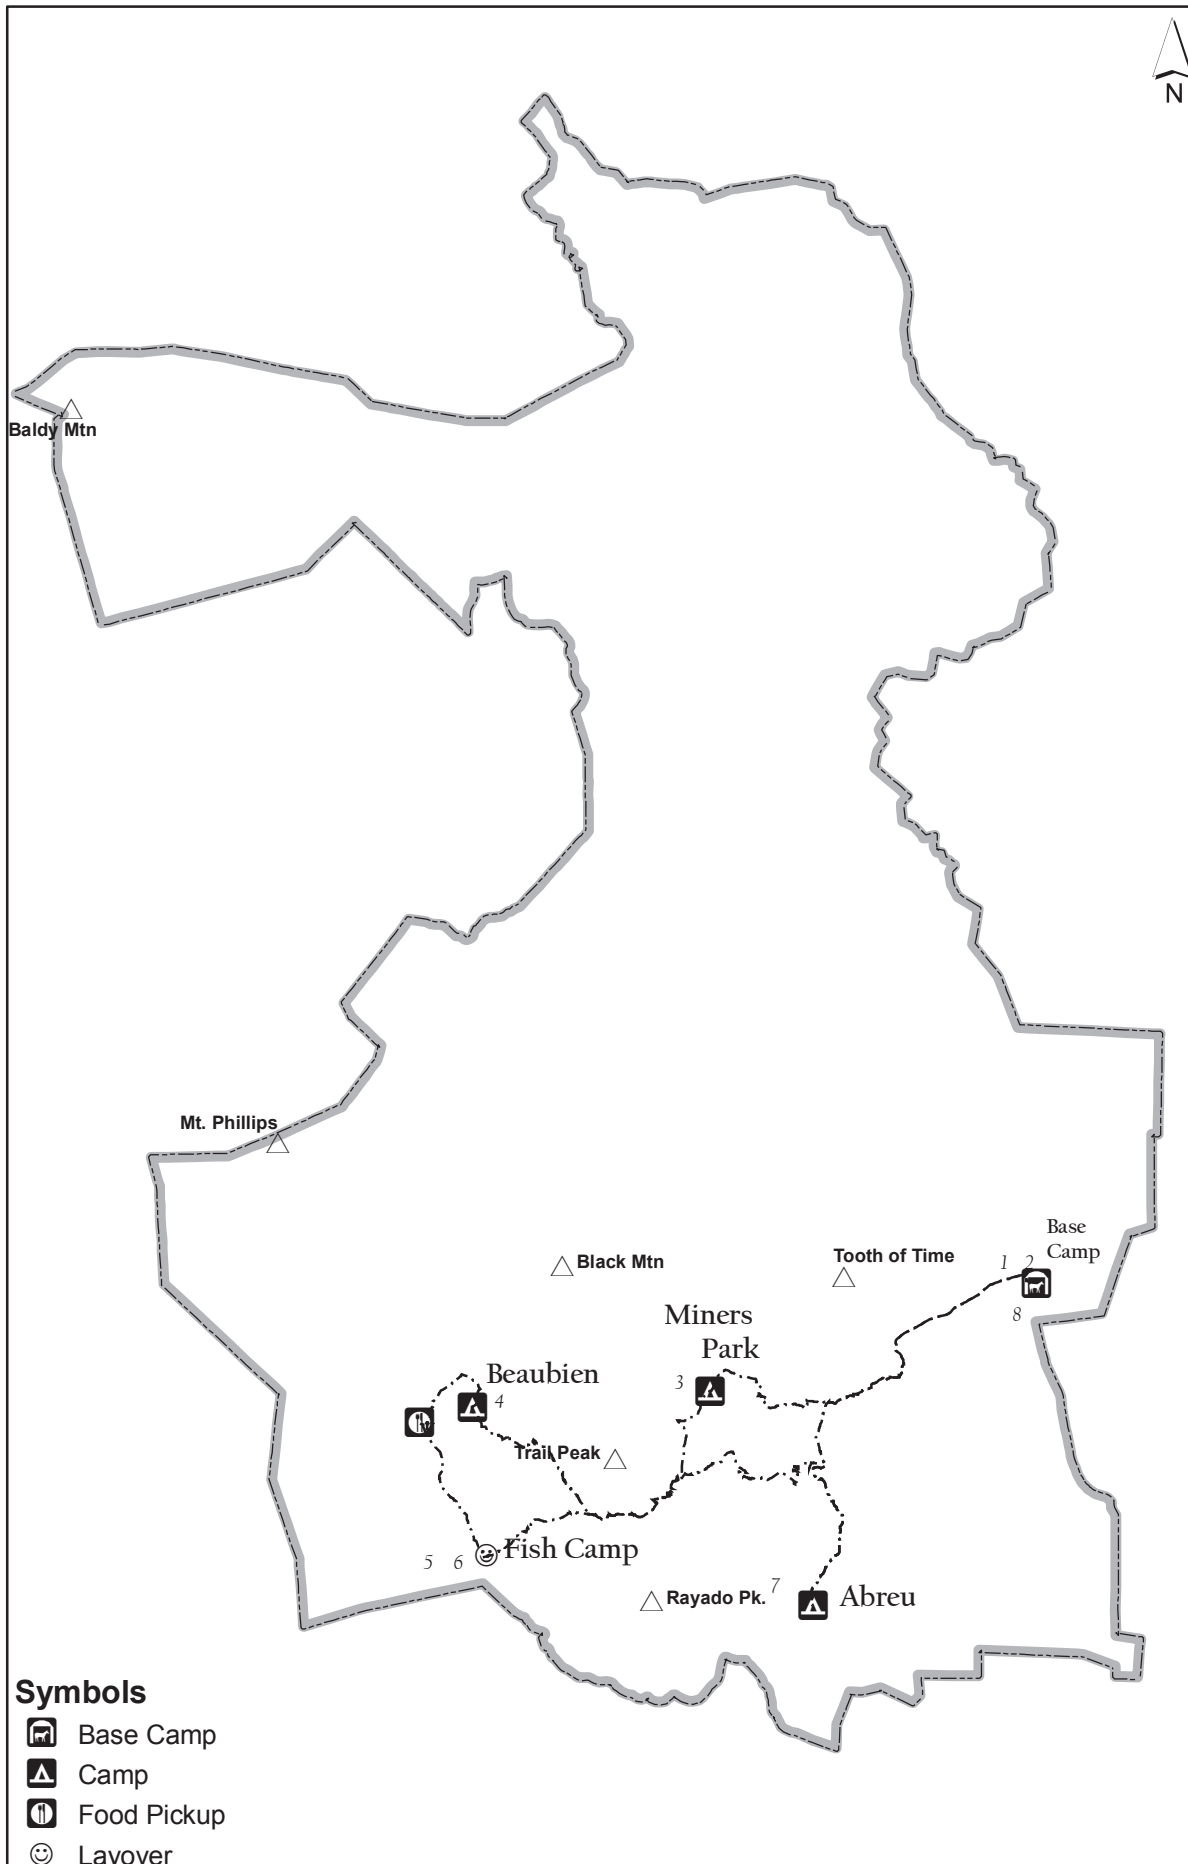 N
Baldy Mtn
Mt. Phillips
Base
Camp
1 2
Black Mtn
Tooth of Time
8
Miners
Park
3
Beaubien
4
Trail Peak
Fish Camp
5 6
Rayado Pk.
7
Abreu
Symbols
Base Camp
Camp
Food Pickup
Layover